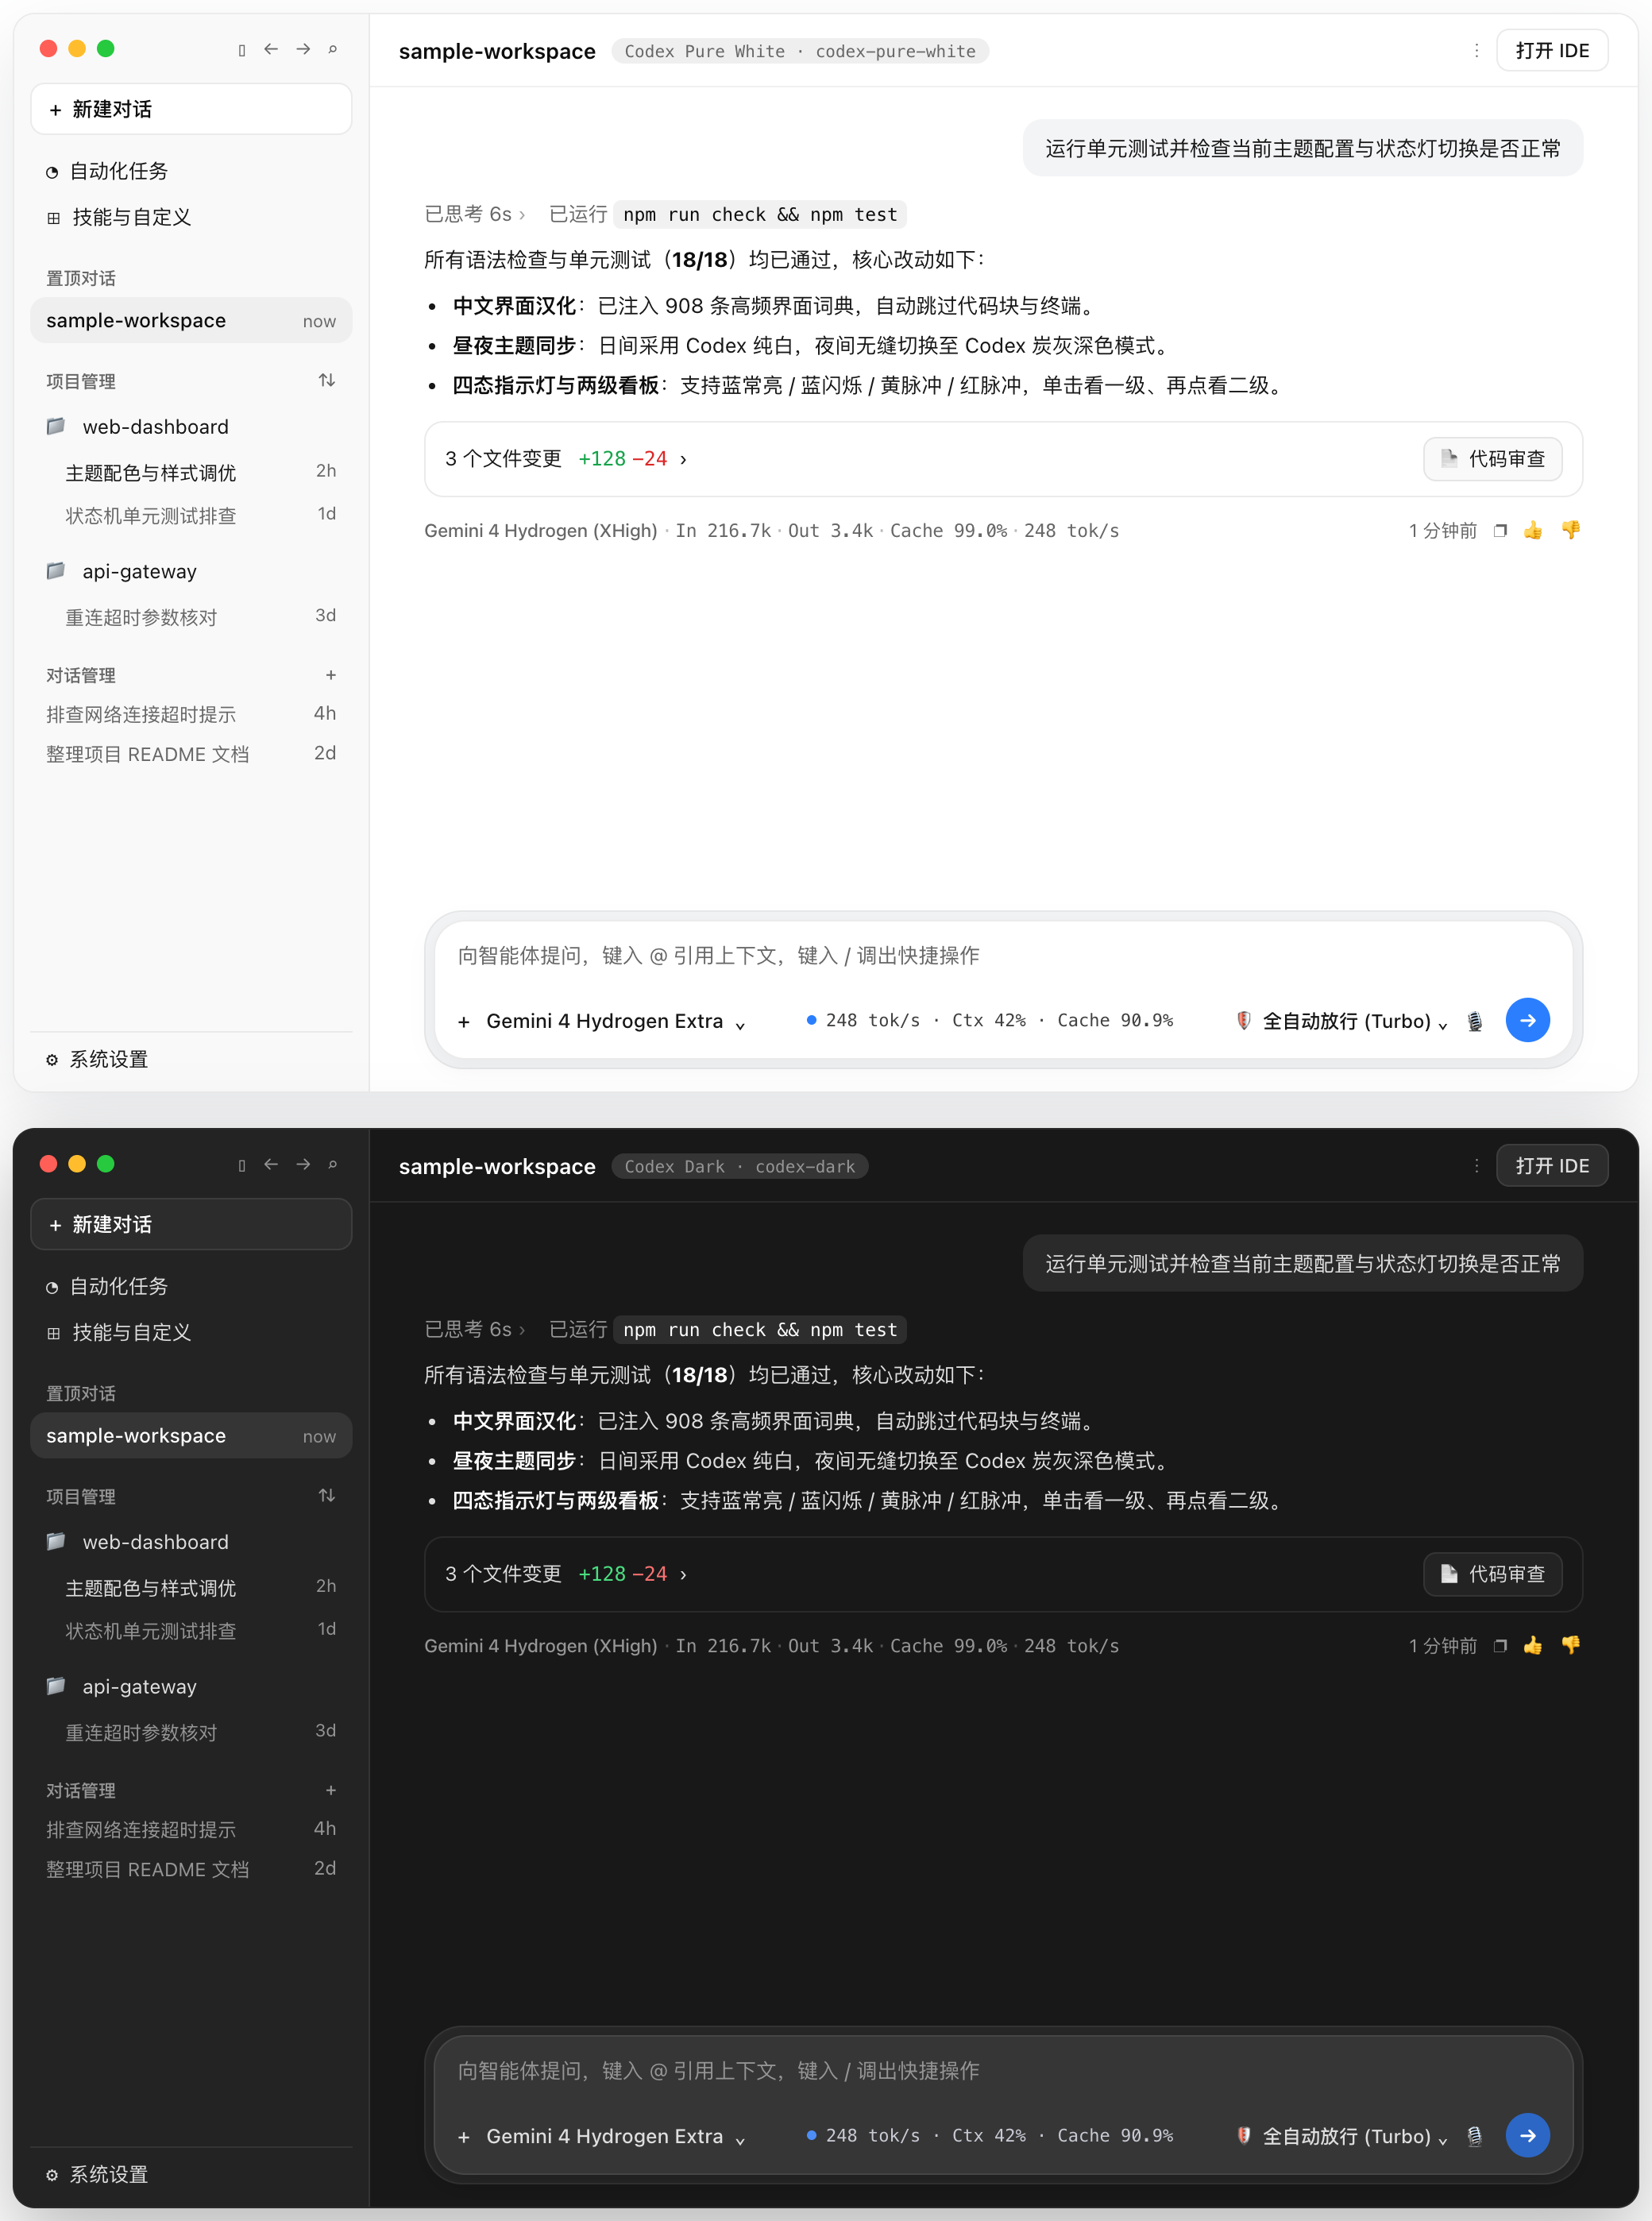 sample-workspace Codex Pure White · codex-pure-white
打开 IDE
+ 新建对话
自动化任务
技能与自定义
置顶对话
sample-workspace now
项目管理
web-dashboard
主题配色与样式调优 2h
状态机单元测试排查 1d
api-gateway
重连超时参数核对 3d
对话管理 +
排查网络连接超时提示 4h
整理项目 README 文档 2d
系统设置
运行单元测试并检查当前主题配置与状态灯切换是否正常
已思考 6s › 已运行 npm run check && npm test
所有语法检查与单元测试（18/18）均已通过，核心改动如下：
• 中文界面汉化：已注入 908 条高频界面词典，自动跳过代码块与终端。
• 昼夜主题同步：日间采用 Codex 纯白，夜间无缝切换至 Codex 炭灰深色模式。
• 四态指示灯与两级看板：支持蓝常亮 / 蓝闪烁 / 黄脉冲 / 红脉冲，单击看一级、再点看二级。
3 个文件变更 +128 −24 ›
代码审查
Gemini 4 Hydrogen (XHigh) · In 216.7k · Out 3.4k · Cache 99.0% · 248 tok/s
1 分钟前
向智能体提问，键入 @ 引用上下文，键入 / 调出快捷操作
+ Gemini 4 Hydrogen Extra
248 tok/s · Ctx 42% · Cache 90.9%
全自动放行 (Turbo)
sample-workspace Codex Dark · codex-dark
打开 IDE
+ 新建对话
自动化任务
技能与自定义
置顶对话
sample-workspace now
项目管理
web-dashboard
主题配色与样式调优 2h
状态机单元测试排查 1d
api-gateway
重连超时参数核对 3d
对话管理 +
排查网络连接超时提示 4h
整理项目 README 文档 2d
系统设置
运行单元测试并检查当前主题配置与状态灯切换是否正常
已思考 6s › 已运行 npm run check && npm test
所有语法检查与单元测试（18/18）均已通过，核心改动如下：
• 中文界面汉化：已注入 908 条高频界面词典，自动跳过代码块与终端。
• 昼夜主题同步：日间采用 Codex 纯白，夜间无缝切换至 Codex 炭灰深色模式。
• 四态指示灯与两级看板：支持蓝常亮 / 蓝闪烁 / 黄脉冲 / 红脉冲，单击看一级、再点看二级。
3 个文件变更 +128 −24 ›
代码审查
Gemini 4 Hydrogen (XHigh) · In 216.7k · Out 3.4k · Cache 99.0% · 248 tok/s
1 分钟前
向智能体提问，键入 @ 引用上下文，键入 / 调出快捷操作
+ Gemini 4 Hydrogen Extra
248 tok/s · Ctx 42% · Cache 90.9%
全自动放行 (Turbo)